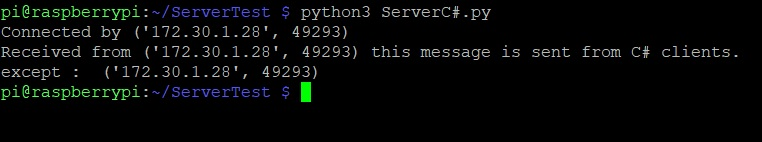 pi@raspberrypi:~/ServerTest $ python3 ServerC#.py
Connected by ('172.30.1.28', 49293)
Received from ('172.30.1.28', 49293) this message is sent from C# clients.
except :  ('172.30.1.28', 49293)
pi@raspberrypi:~/ServerTest $